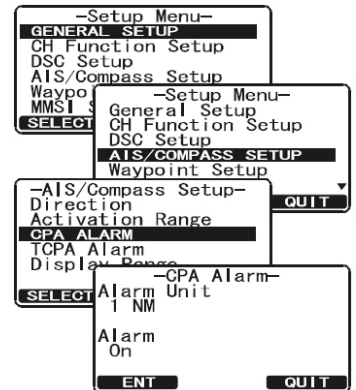 —Setup Menu—
GENERAL SETUP
CH Function Setup
DSC Setup
AIS/Compass Setup
SELECT
—Setup Menu—
General Setup
CH Function Setup
DSC Setup
AIS/COMPASS SETUP
Waypoint Setup
QUIT
—AIS/Compass Setup—
Direction
Activation Range
CPA ALARM
TCPA Alarm
Display Range
SELECT
—CPA Alarm—
Alarm Unit
1 NM
Alarm
On
ENT
QUIT